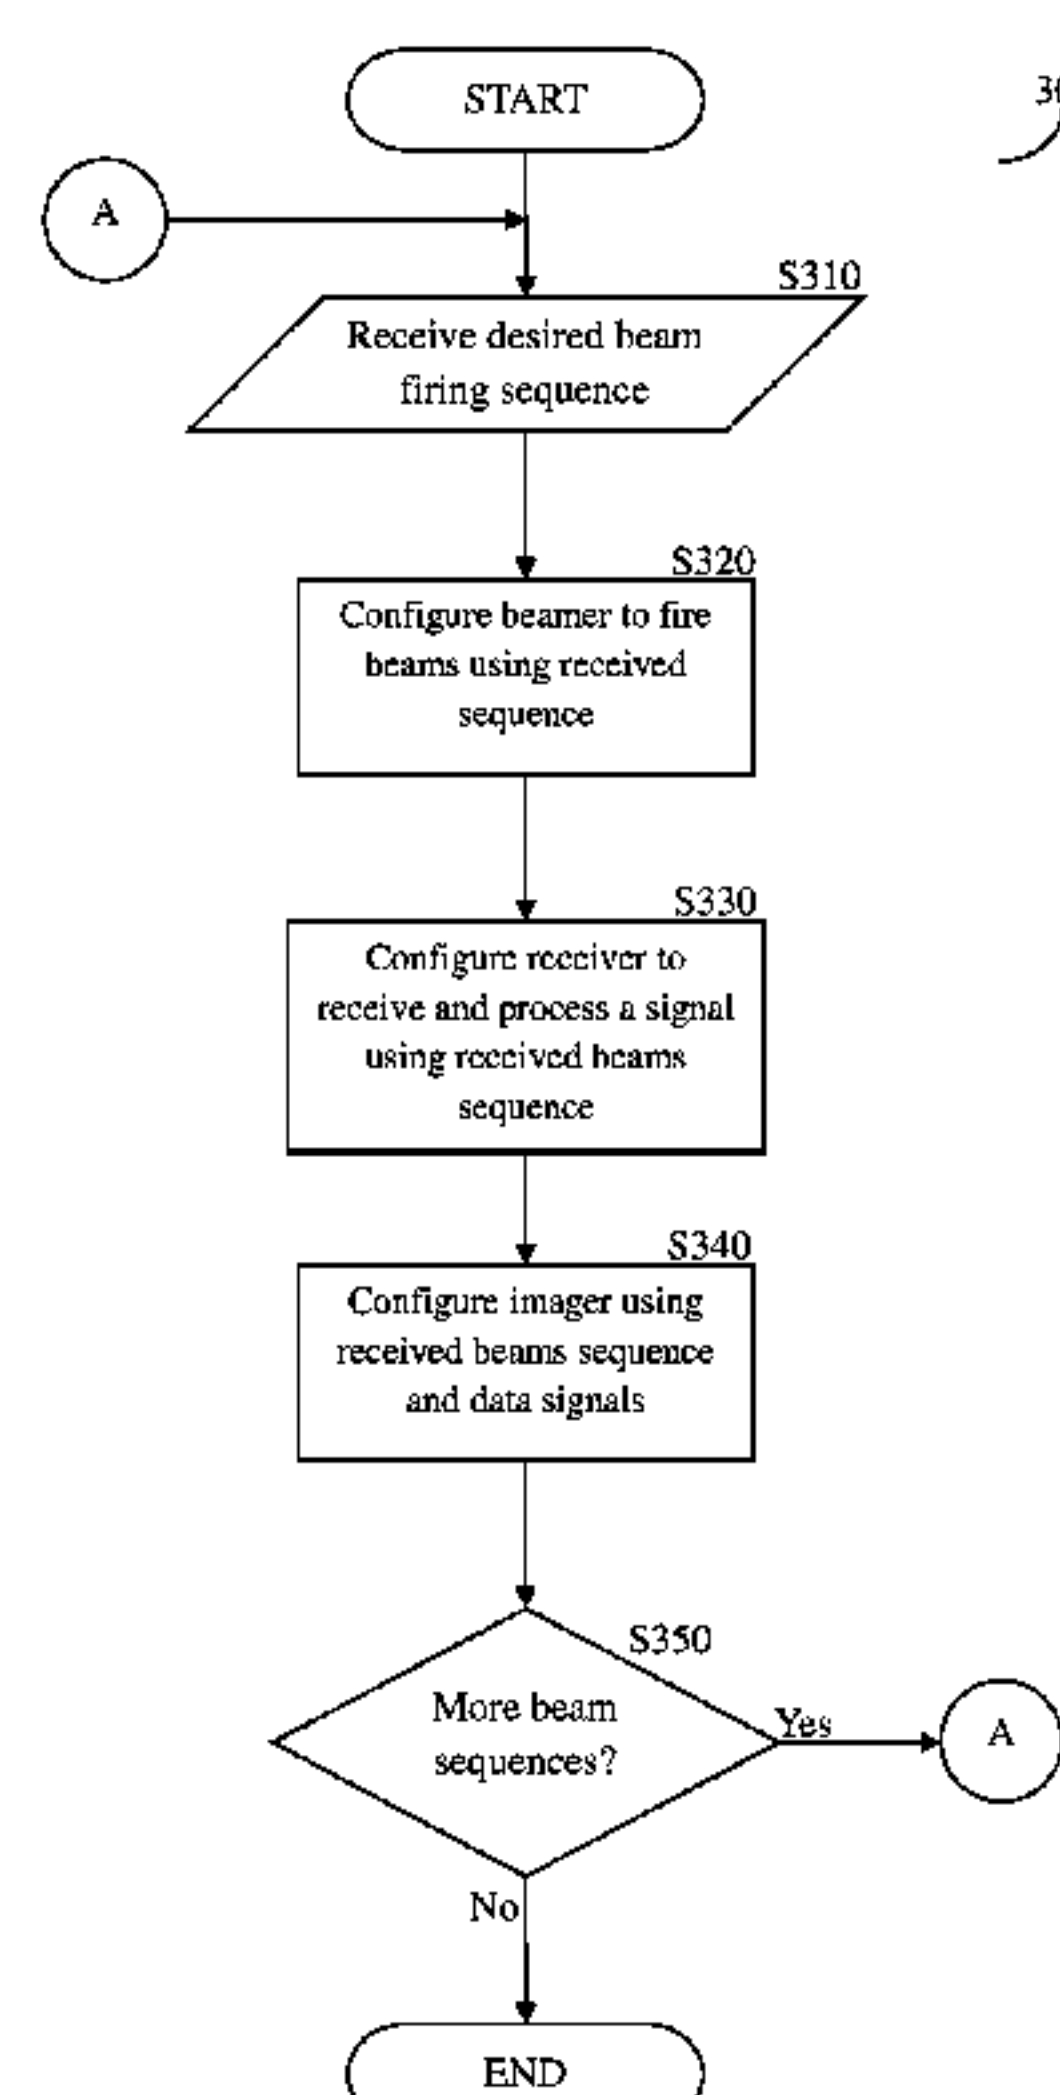 START
A
S310
Receive desired beam
firing sequence
S320
Configure beamer to fire
beams using received
sequence
S330
Configure receiver to
receive and process a signal
using received beams
sequence
S340
Configure imager using
received beams sequence
and data signals
S350
More beam
sequences?
Yes
A
No
END